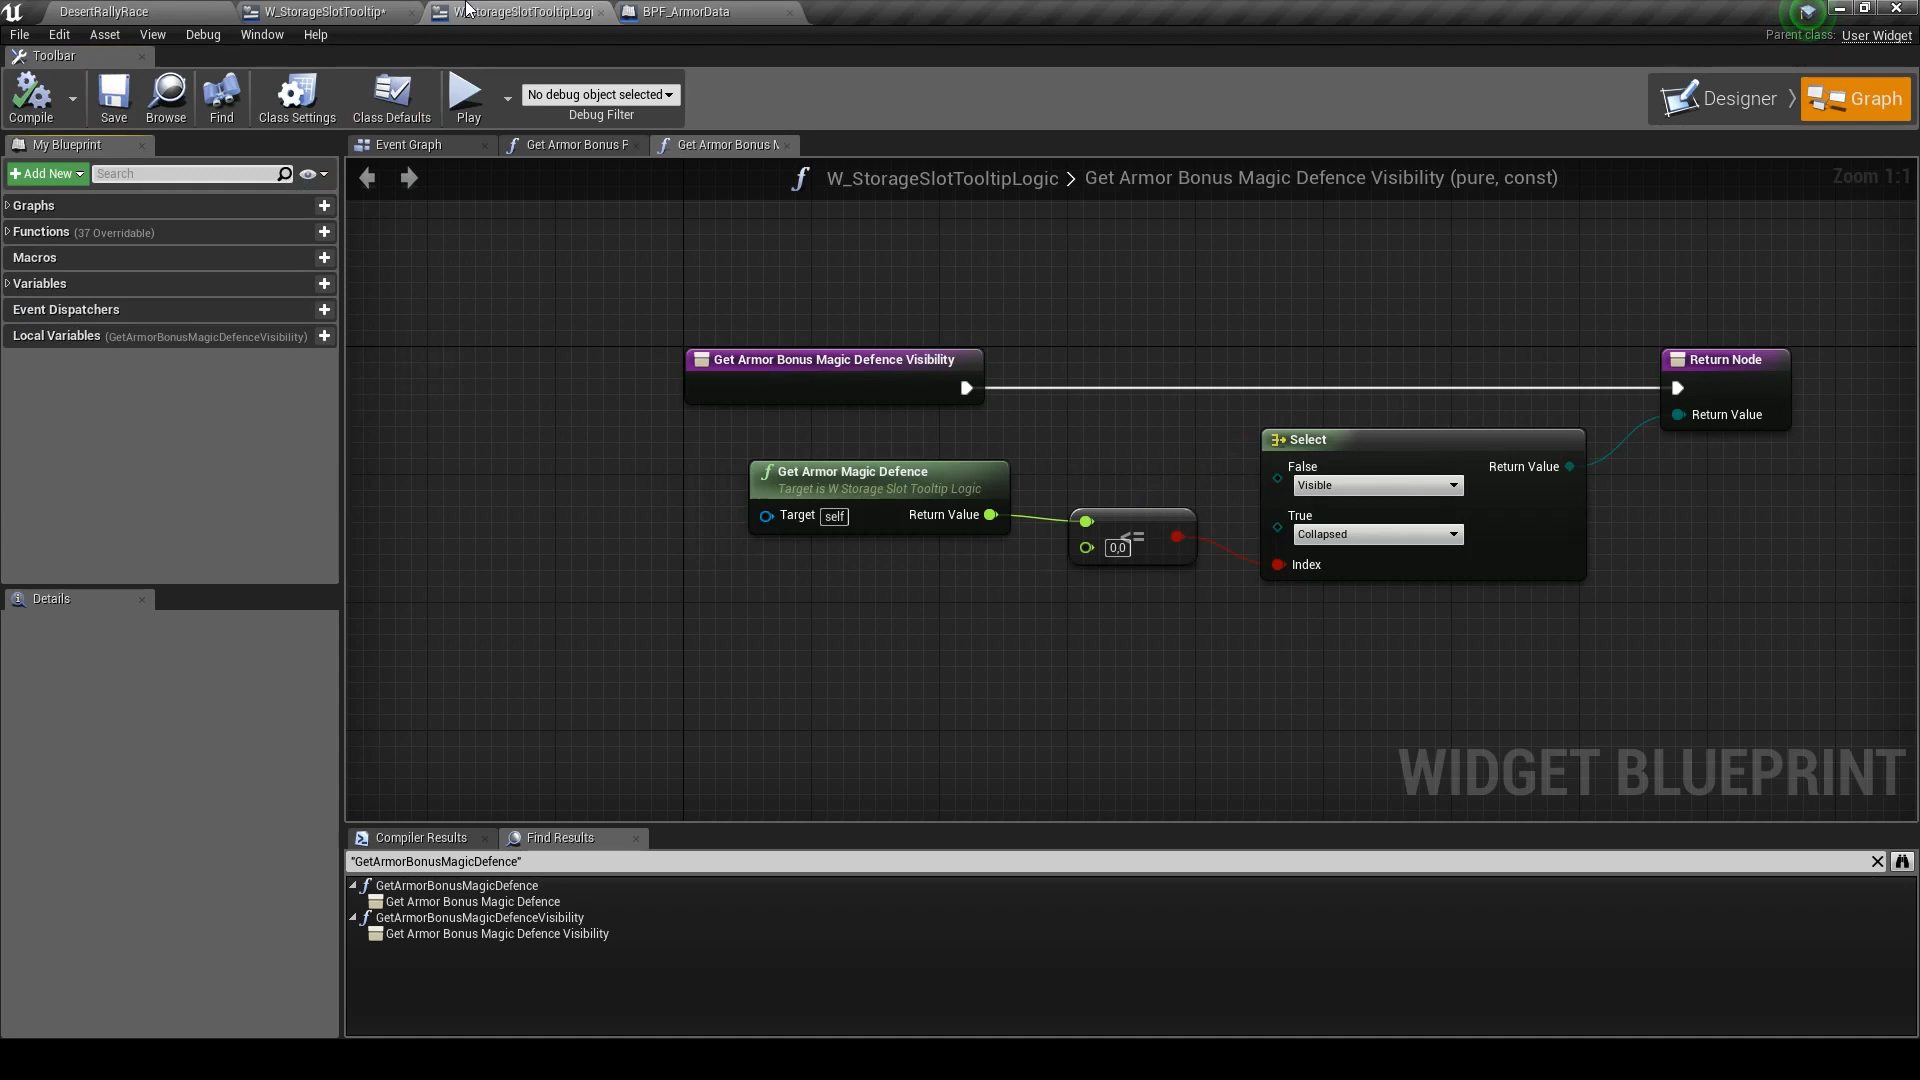 DesertRallyRace
W_StorageSlotTooltip*
W_StorageSlotTooltipLogi
BPF_ArmorData
File Edit Asset View Debug Window Help
Parent class: User Widget
Toolbar
Compile
Save
Browse
Find
Class Settings
Class Defaults
Play
No debug object selected
Debug Filter
Designer
Graph
My Blueprint
Event Graph
Get Armor Bonus F
Get Armor Bonus M
Add New
Search
W_StorageSlotTooltipLogic > Get Armor Bonus Magic Defence Visibility (pure, const)
Zoom 1:1
Graphs
Functions (37 Overridable)
Macros
Variables
Event Dispatchers
Local Variables (GetArmorBonusMagicDefenceVisibility)
Get Armor Bonus Magic Defence Visibility
Return Node
Return Value
Select
False
Visible
Return Value
True
Collapsed
Index
Get Armor Magic Defence
Target is W Storage Slot Tooltip Logic
Target self
Return Value
<=
0,0
Details
WIDGET BLUEPRINT
Compiler Results
Find Results
"GetArmorBonusMagicDefence"
GetArmorBonusMagicDefence
Get Armor Bonus Magic Defence
GetArmorBonusMagicDefenceVisibility
Get Armor Bonus Magic Defence Visibility